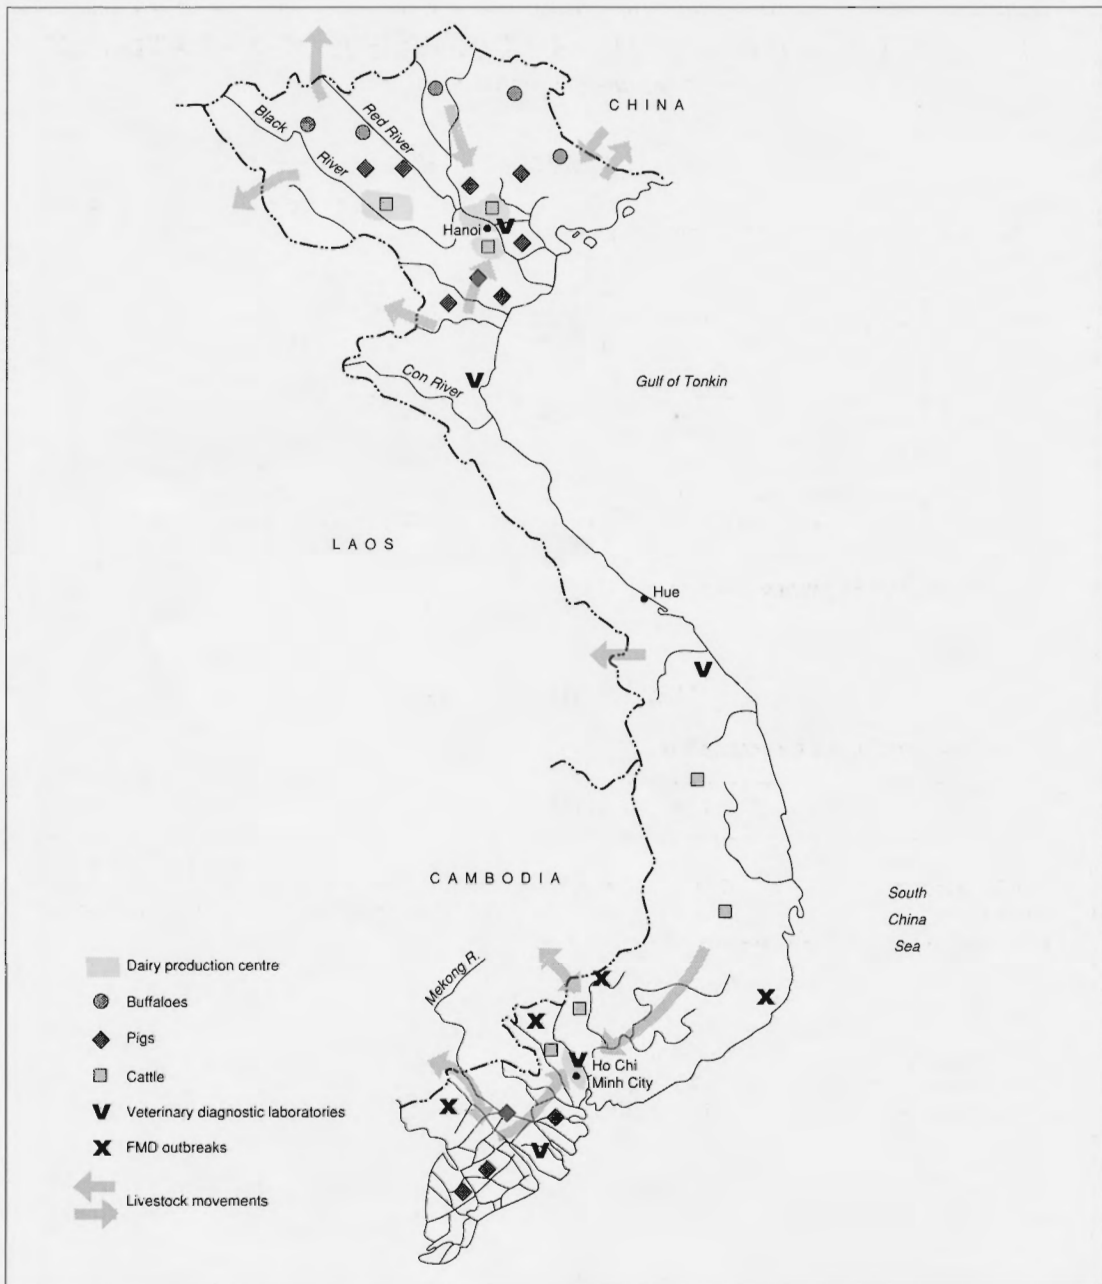 CHINA
Black
River
Red River
Hanoi
Con River
Gulf of Tonkin
LAOS
Hue
CAMBODIA
South
China
Sea
Mekong R.
Ho Chi
Minh City
V
V
V
V
V
X
X
X
X
Dairy production centre
Buffaloes
Pigs
Cattle
V Veterinary diagnostic laboratories
X FMD outbreaks
Livestock movements